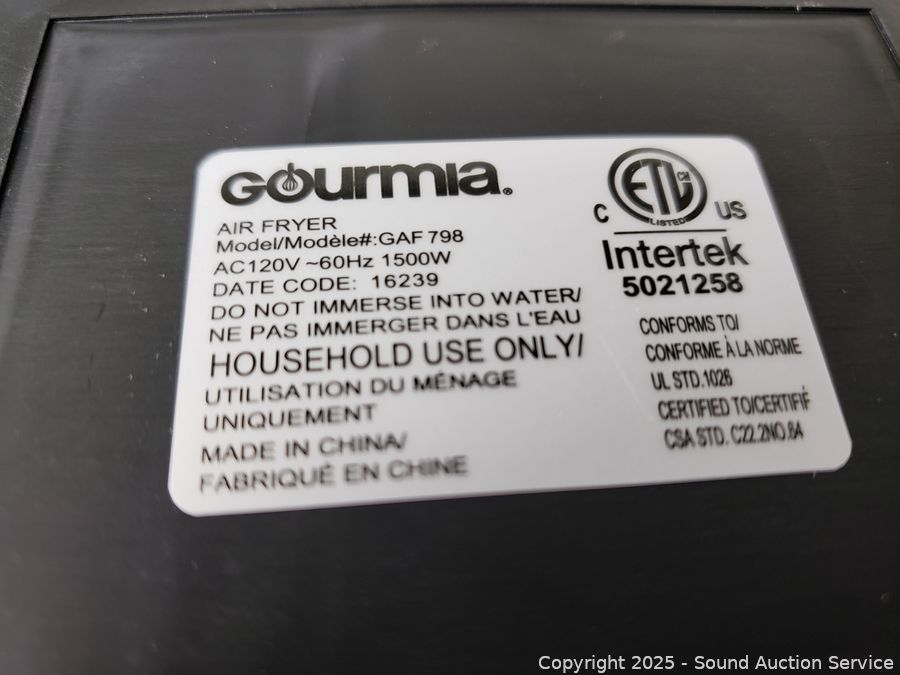 GOURMIA®
AIR FRYER
Model/Modèle#:GAF 798
AC120V ~60Hz 1500W
DATE CODE: 16239
DO NOT IMMERSE INTO WATER/
NE PAS IMMERGER DANS L'EAU
HOUSEHOLD USE ONLY/
UTILISATION DU MÉNAGE
UNIQUEMENT
MADE IN CHINA/
FABRIQUÉ EN CHINE
ETL CM
LISTED
C US
Intertek
5021258
CONFORMS TO/
CONFORME À LA NORME
UL STD.1026
CERTIFIED TO/CERTIFIÉ
CSA STD. C22.2NO.64
Copyright © 2025 - Sound Auction Service